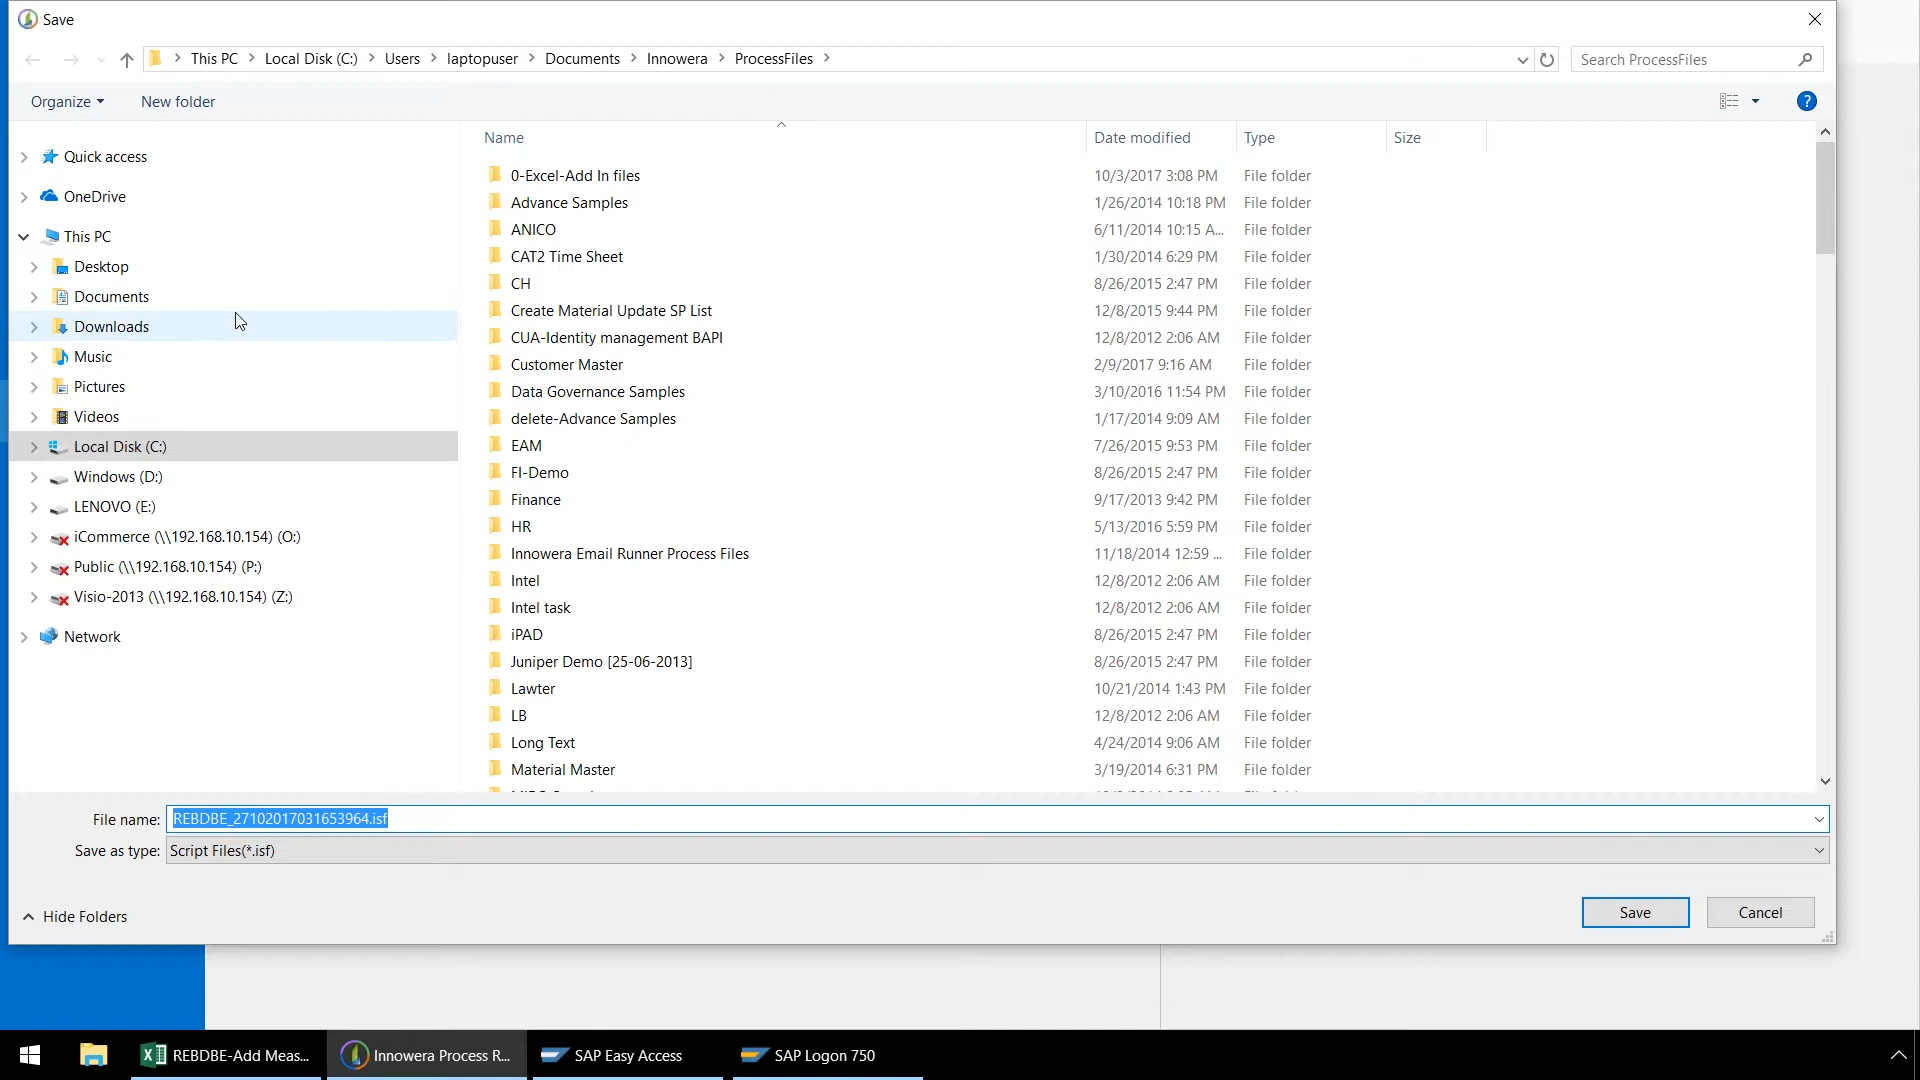 Save
This PC > Local Disk (C:) > Users > laptopuser > Documents > Innowera > ProcessFiles >
Search ProcessFiles
Organize
New folder
Quick access
OneDrive
This PC
Desktop
Documents
Downloads
Music
Pictures
Videos
Local Disk (C:)
Windows (D:)
LENOVO (E:)
iCommerce (\\192.168.10.154) (O:)
Public (\\192.168.10.154) (P:)
Visio-2013 (\\192.168.10.154) (Z:)
Network
Name Date modified Type Size
0-Excel-Add In files 10/3/2017 3:08 PM File folder
Advance Samples 1/26/2014 10:18 PM File folder
ANICO 6/11/2014 10:15 A... File folder
CAT2 Time Sheet 1/30/2014 6:29 PM File folder
CH 8/26/2015 2:47 PM File folder
Create Material Update SP List 12/8/2015 9:44 PM File folder
CUA-Identity management BAPI 12/8/2012 2:06 AM File folder
Customer Master 2/9/2017 9:16 AM File folder
Data Governance Samples 3/10/2016 11:54 PM File folder
delete-Advance Samples 1/17/2014 9:09 AM File folder
EAM 7/26/2015 9:53 PM File folder
FI-Demo 8/26/2015 2:47 PM File folder
Finance 9/17/2013 9:42 PM File folder
HR 5/13/2016 5:59 PM File folder
Innowera Email Runner Process Files 11/18/2014 12:59 ... File folder
Intel 12/8/2012 2:06 AM File folder
Intel task 12/8/2012 2:06 AM File folder
iPAD 8/26/2015 2:47 PM File folder
Juniper Demo [25-06-2013] 8/26/2015 2:47 PM File folder
Lawter 10/21/2014 1:43 PM File folder
LB 12/8/2012 2:06 AM File folder
Long Text 4/24/2014 9:06 AM File folder
Material Master 3/19/2014 6:31 PM File folder
File name: REBDBE_27102017031653964.isf
Save as type: Script Files(*.isf)
Hide Folders
Save
Cancel
REBDBE-Add Meas...
Innowera Process R...
SAP Easy Access
SAP Logon 750